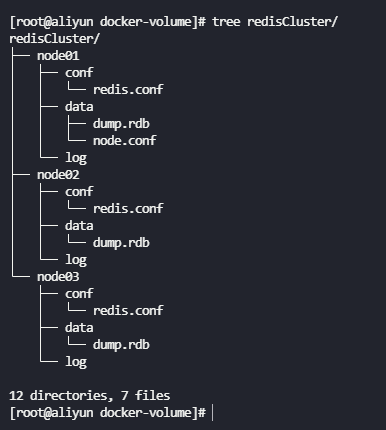 [root@aliyun docker-volume]# tree redisCluster/
redisCluster/
├── node01
│   ├── conf
│   │   └── redis.conf
│   ├── data
│   │   ├── dump.rdb
│   │   └── node.conf
│   └── log
├── node02
│   ├── conf
│   │   └── redis.conf
│   ├── data
│   │   └── dump.rdb
│   └── log
└── node03
    ├── conf
    │   └── redis.conf
    ├── data
    │   └── dump.rdb
    └── log
12 directories, 7 files
[root@aliyun docker-volume]#